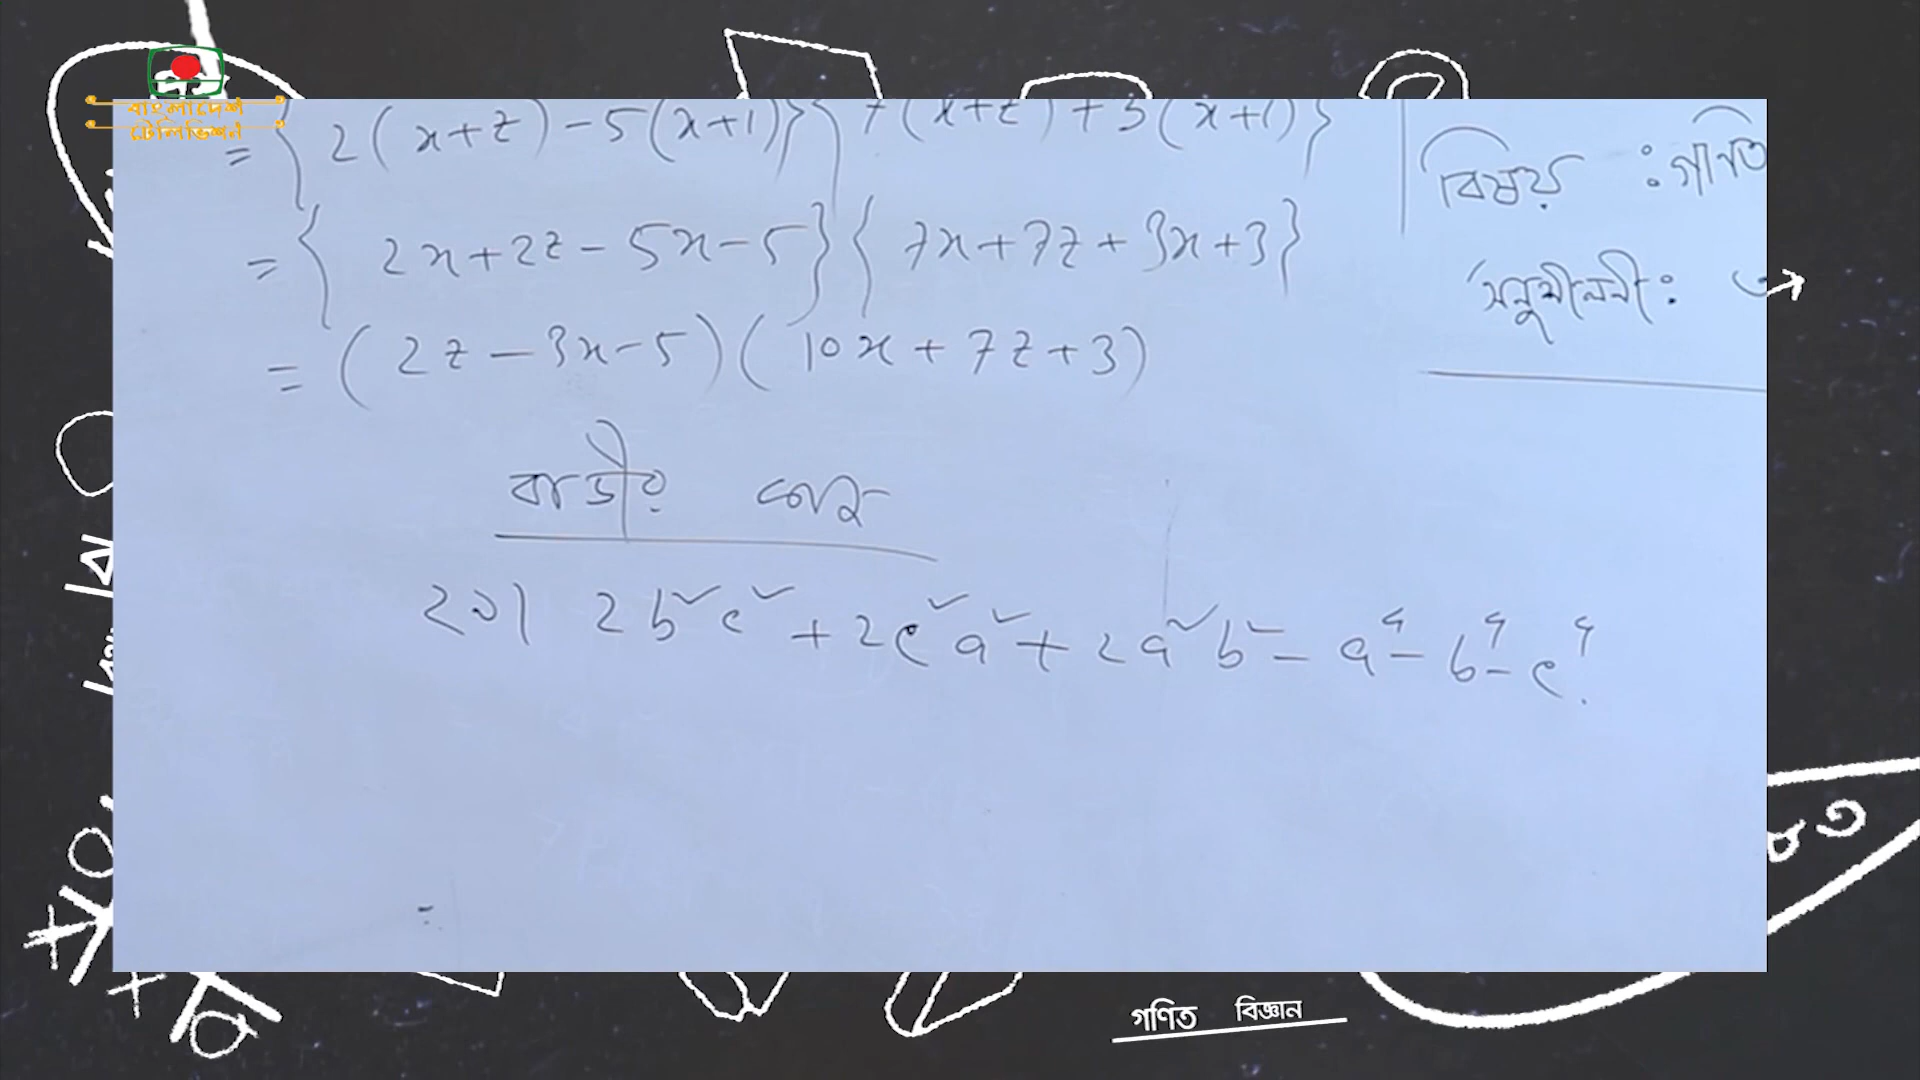 বাংলাদেশ
টেলিভিশন
= {2(x+z)-5(x+1)}{7(x+z)+3(x+1)}
= {2x+2z-5x-5}{7x+7z+3x+3}
= (2z-3x-5)(10x+7z+3)
বিষয় : গণিত
অনুশীলনী:
বাড়ীর কাজ
২০। 2b²c²+2c²a²+2a²b²-a⁴-b⁴-c⁴.
গণিত বিজ্ঞান